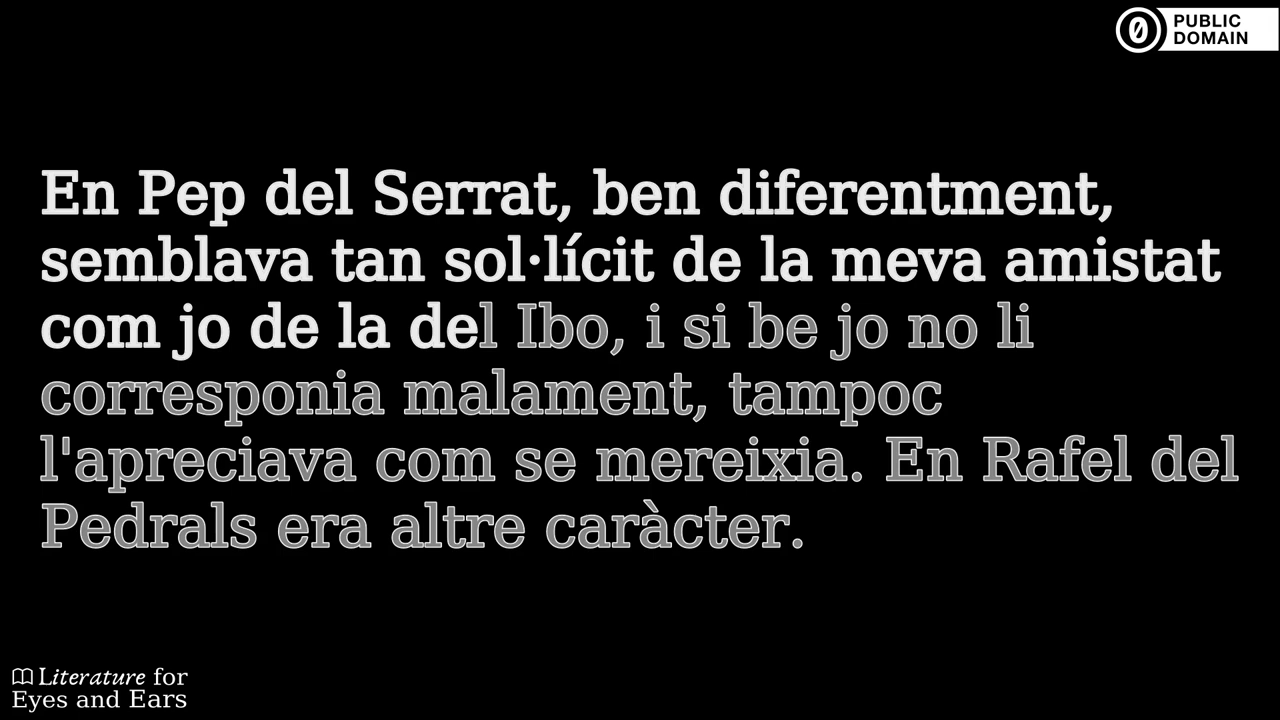 PUBLIC
DOMAIN
En Pep del Serrat, ben diferentment,
semblava tan sol·lícit de la meva amistat
com jo de la del Ibo, i si be jo no li
corresponia malament, tampoc
l'apreciava com se mereixia. En Rafel del
Pedrals era altre caràcter.
Literature for
Eyes and Ears